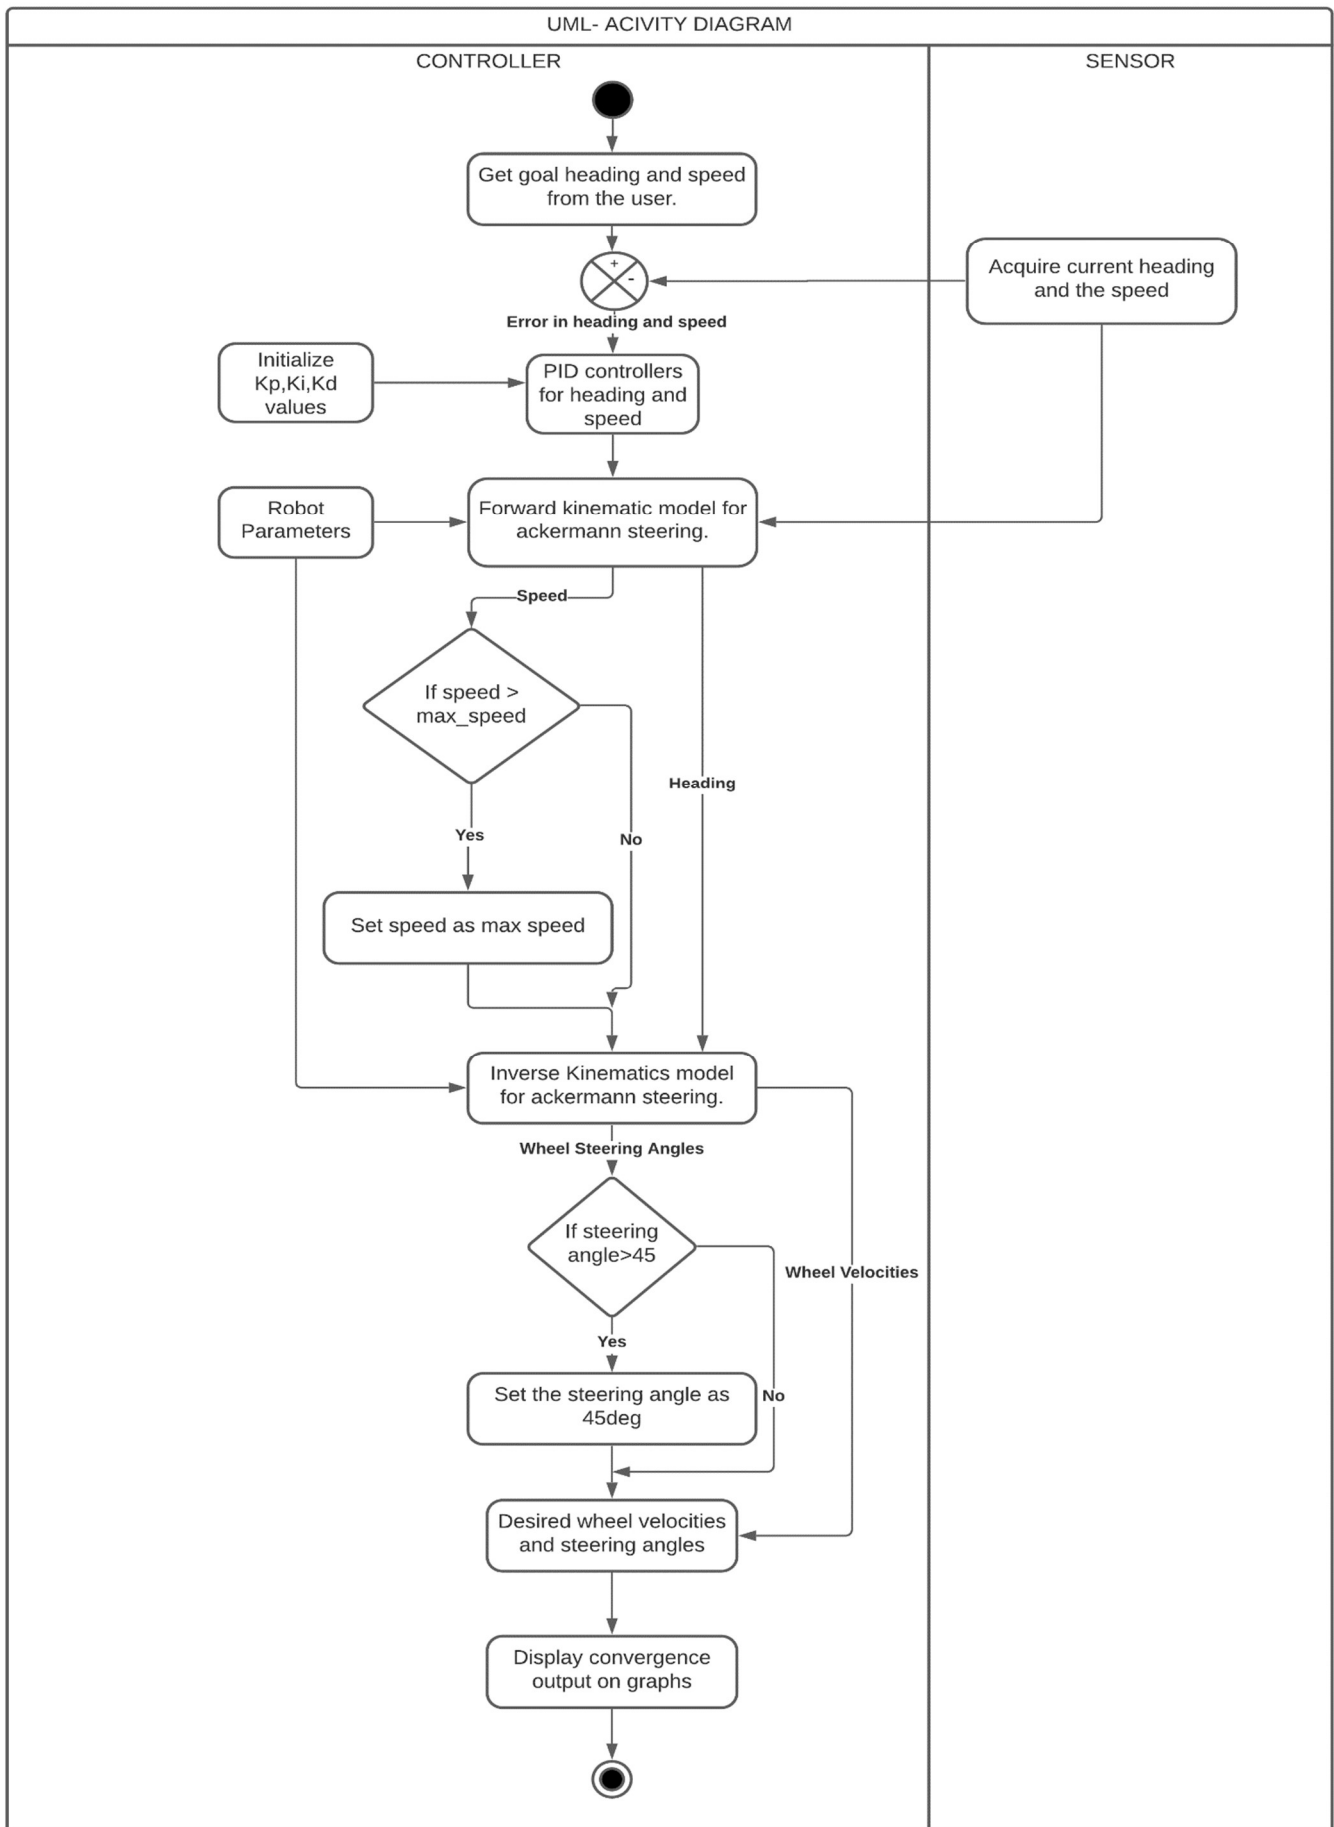 UML- ACIVITY DIAGRAM
CONTROLLER
SENSOR
Get goal heading and speed
from the user.
+
-
Acquire current heading
and the speed
Error in heading and speed
Initialize
Kp,Ki,Kd
values
PID controllers
for heading and
speed
Robot
Parameters
Forward kinematic model for
ackermann steering.
Speed
If speed >
max_speed
Heading
Yes
No
Set speed as max speed
Inverse Kinematics model
for ackermann steering.
Wheel Steering Angles
If steering
angle>45
Wheel Velocities
Yes
Set the steering angle as
45deg
No
Desired wheel velocities
and steering angles
Display convergence
output on graphs